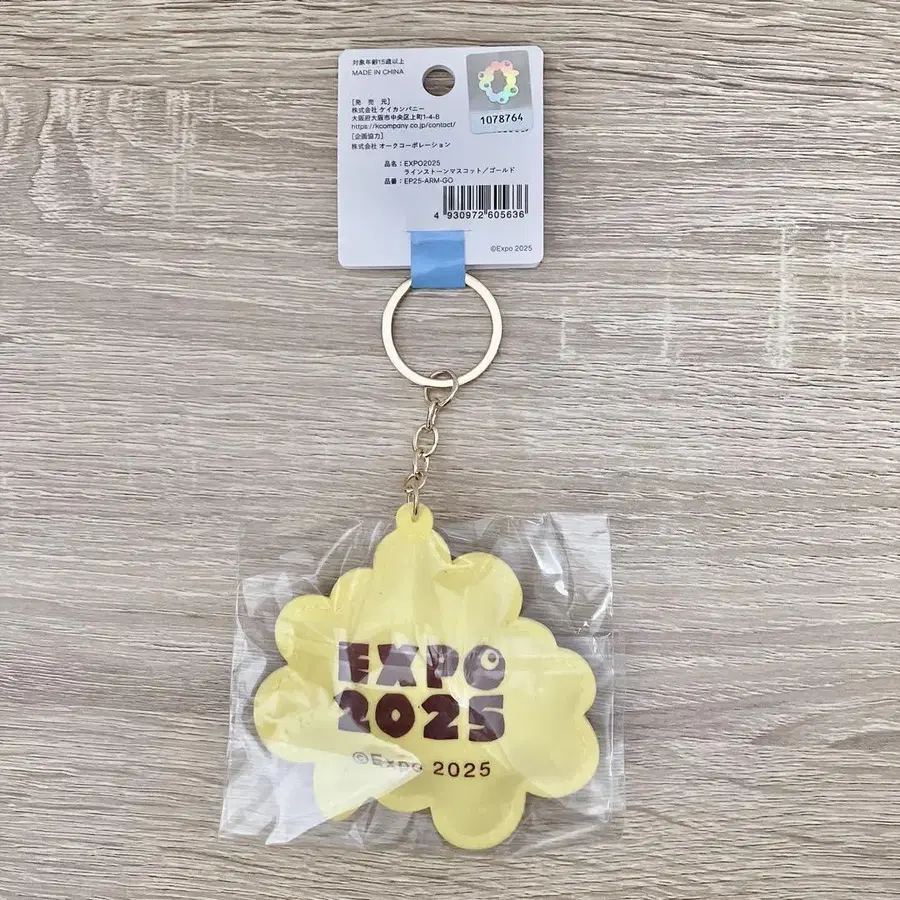 対象年齢15歳以上
MADE IN CHINA
1078764
[発 売 元]
株式会社 ケイカンパニー
大阪府大阪市中央区上町1-4-8
https://kcompany.co.jp/contact/
[企画協力]
株式会社 オークコーポレーション
品名：EXPO2025
ラインストーンマスコット／ゴールド
品番：EP25-ARM-GO
4 930972 605636
©Expo 2025
EXPO
2025
©Expo 2025